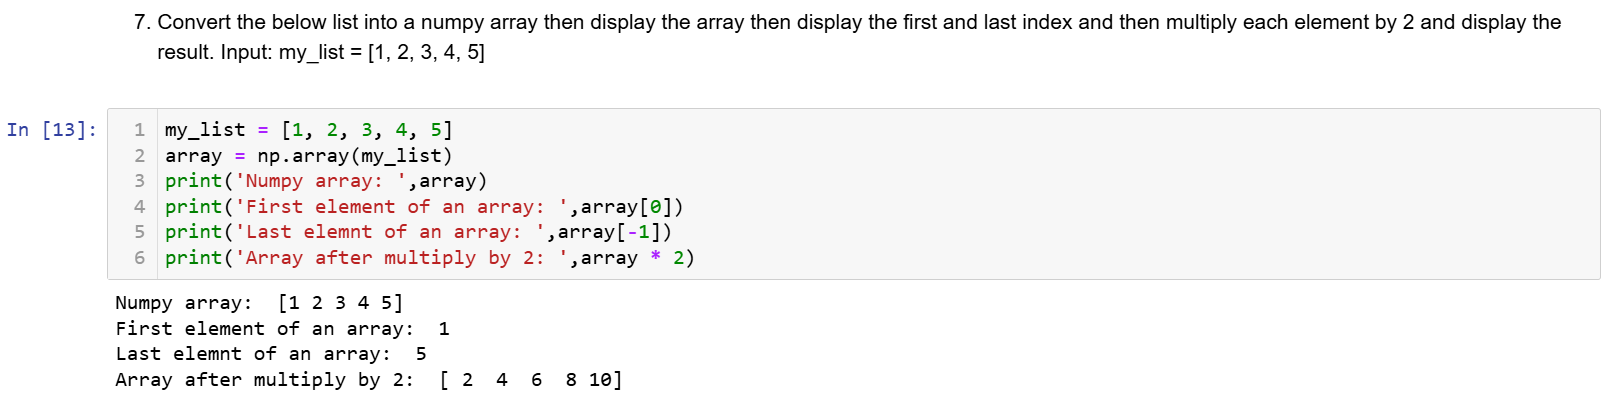 7. Convert the below list into a numpy array then display the array then display the first and last index and then multiply each element by 2 and display the
result. Input: my_list = [1, 2, 3, 4, 5]
In [13]:
1 my_list = [1, 2, 3, 4, 5]
2 array = np.array(my_list)
3 print('Numpy array: ',array)
4 print('First element of an array: ',array[0])
5 print('Last elemnt of an array: ',array[-1])
6 print('Array after multiply by 2: ',array * 2)
Numpy array:  [1 2 3 4 5]
First element of an array:  1
Last elemnt of an array:  5
Array after multiply by 2:  [ 2  4  6  8 10]